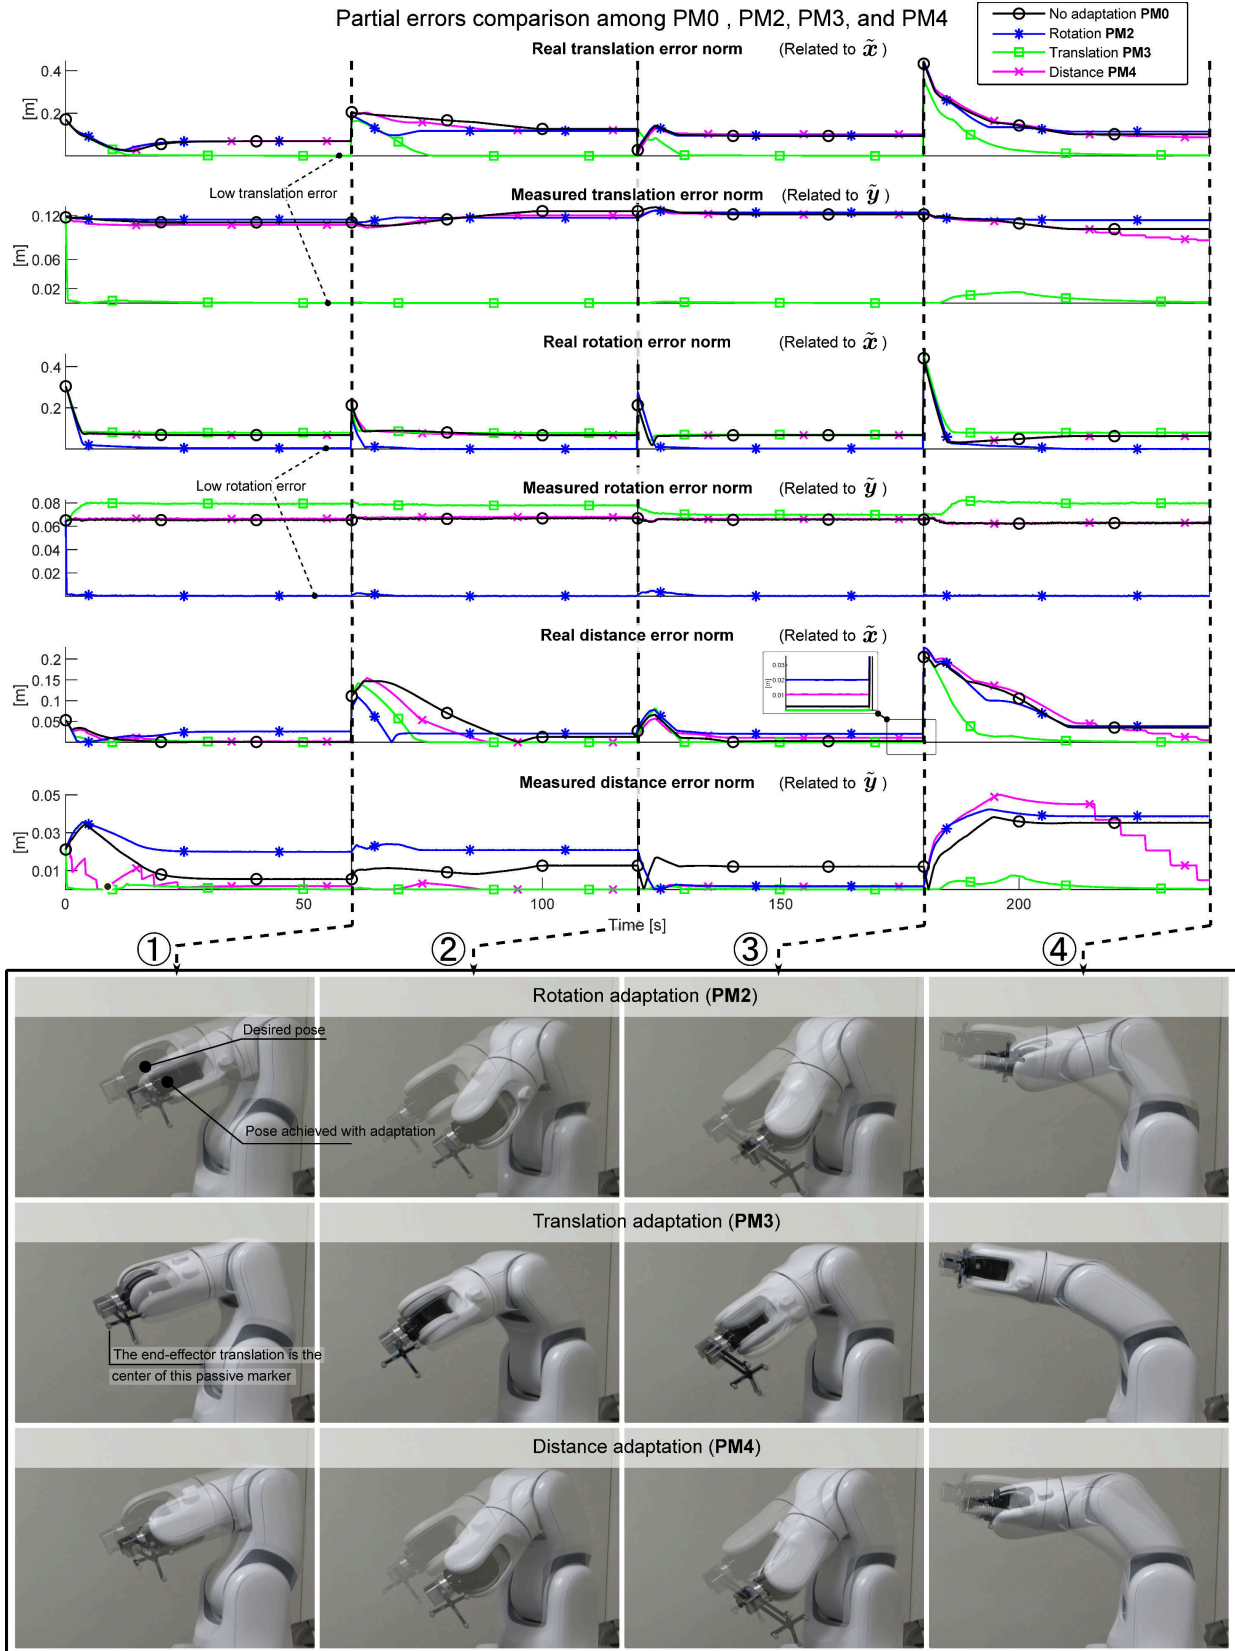 Partial errors comparison among PM0 , PM2, PM3, and PM4
No adaptation PM0
Rotation PM2
Translation PM3
Distance PM4
Real translation error norm (Related to x̃ )
[m]
0.4
0.2
Low translation error
Measured translation error norm (Related to ỹ )
[m]
0.12
0.06
0.02
Real rotation error norm (Related to x̃ )
0.4
0.2
Low rotation error
Measured rotation error norm (Related to ỹ )
0.08
0.06
0.04
0.02
Real distance error norm (Related to x̃ )
[m]
0.2
0.15
0.1
0.05
[m]
0.03
0.02
0.01
Measured distance error norm (Related to ỹ )
[m]
0.05
0.03
0.01
0 50 100 150 200
Time [s]
① ② ③ ④
Rotation adaptation (PM2)
Desired pose
Pose achieved with adaptation
Translation adaptation (PM3)
The end-effector translation is the
center of this passive marker
Distance adaptation (PM4)